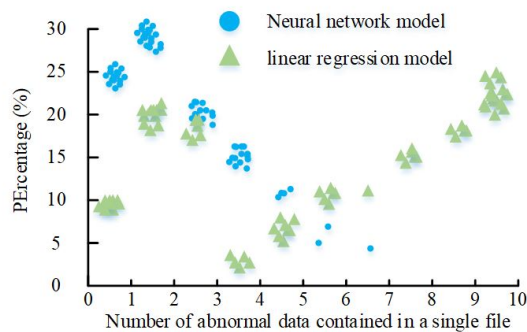 Neural network model
linear regression model
PErcentage (%)
30
25
20
15
10
5
0
0 1 2 3 4 5 6 7 8 9 10
Number of abnormal data contained in a single file